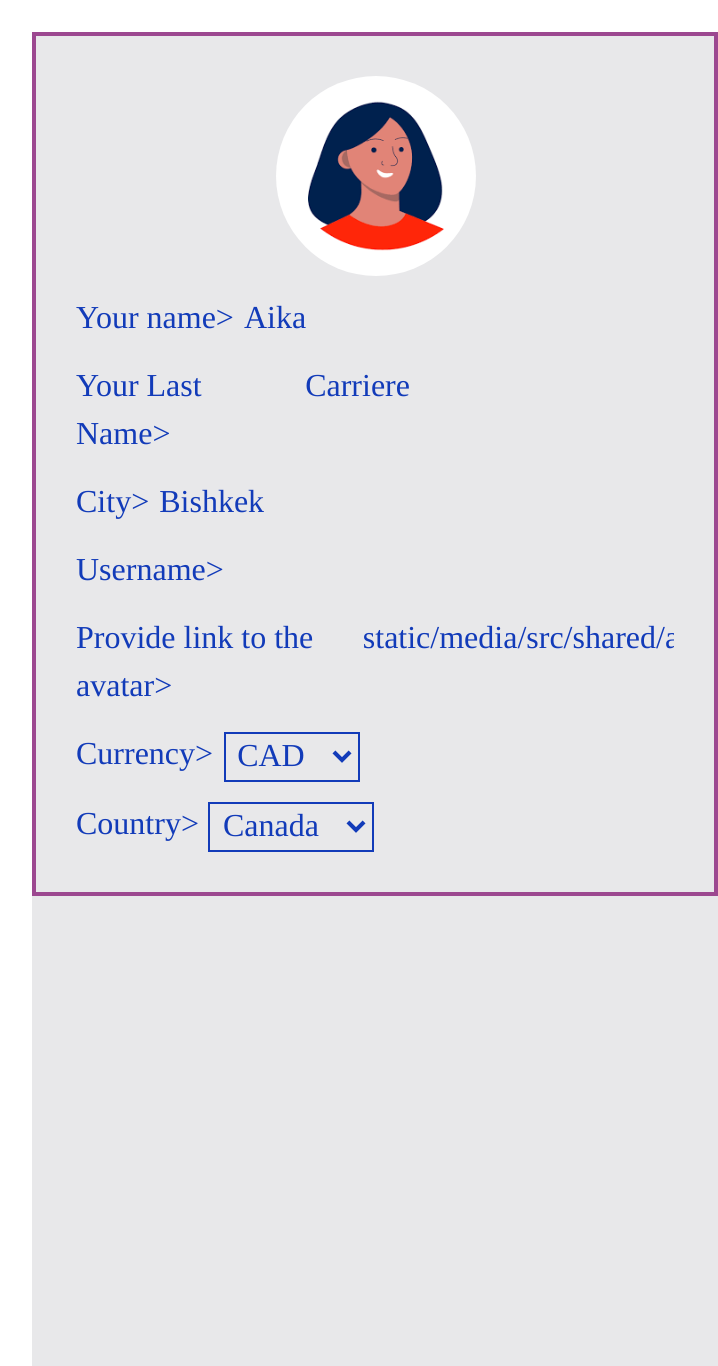 Your name> Aika
Your Last Carriere
Name>
City> Bishkek
Username>
Provide link to the static/media/src/shared/a
avatar>
Currency> CAD
Country> Canada